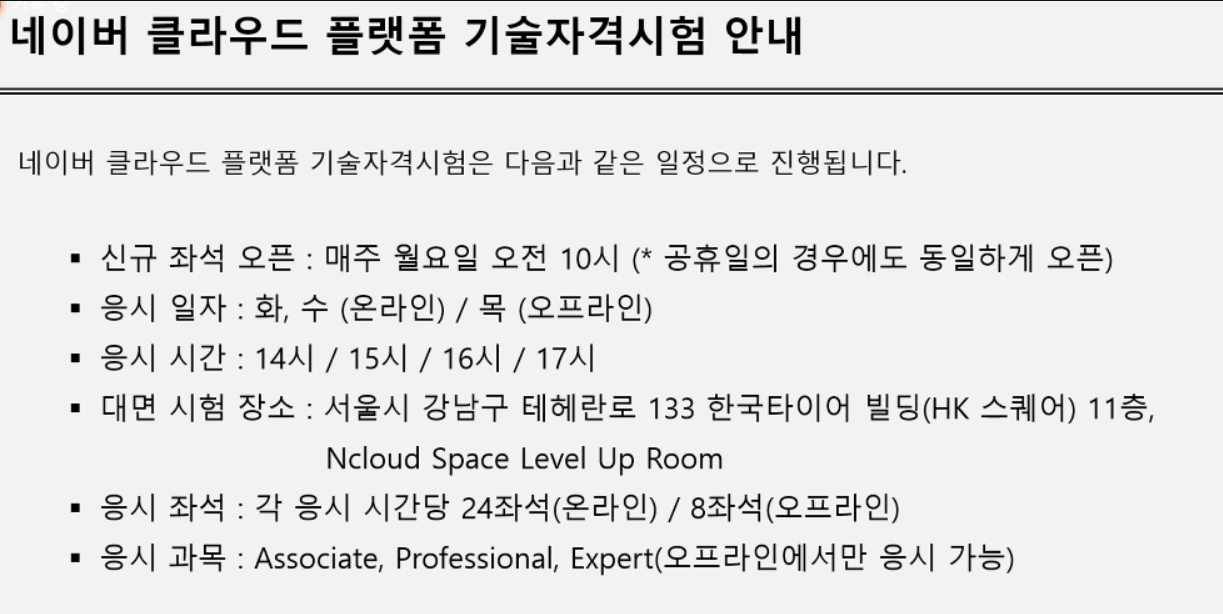 네이버 클라우드 플랫폼 기술자격시험 안내
네이버 클라우드 플랫폼 기술자격시험은 다음과 같은 일정으로 진행됩니다.
▪ 신규 좌석 오픈 : 매주 월요일 오전 10시 (* 공휴일의 경우에도 동일하게 오픈)
▪ 응시 일자 : 화, 수 (온라인) / 목 (오프라인)
▪ 응시 시간 : 14시 / 15시 / 16시 / 17시
▪ 대면 시험 장소 : 서울시 강남구 테헤란로 133 한국타이어 빌딩(HK 스퀘어) 11층,
Ncloud Space Level Up Room
▪ 응시 좌석 : 각 응시 시간당 24좌석(온라인) / 8좌석(오프라인)
▪ 응시 과목 : Associate, Professional, Expert(오프라인에서만 응시 가능)